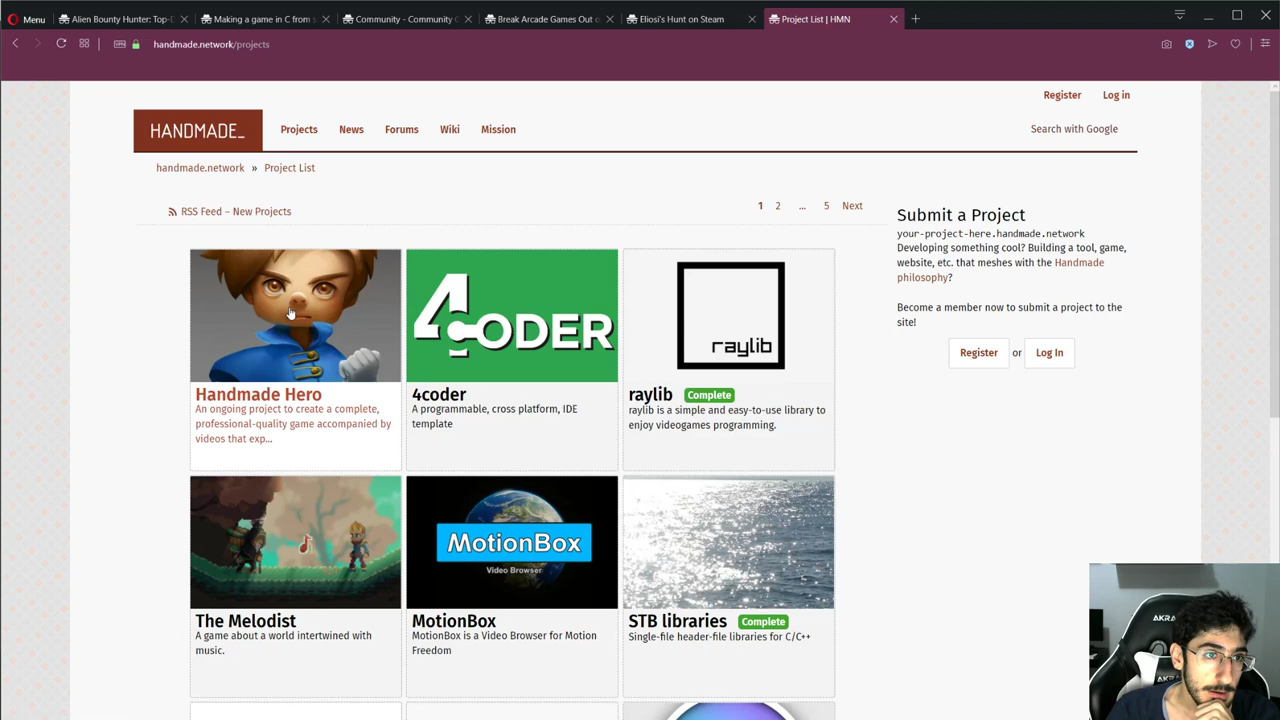 Menu
Alien Bounty Hunter: Top-D
Making a game in C from s
Community - Community C
Break Arcade Games Out o
Eliosi's Hunt on Steam
Project List | HMN
VPN
handmade.network/projects
Register Log in
HANDMADE_
Projects News Forums Wiki Mission
Search with Google
handmade.network » Project List
RSS Feed – New Projects
1 2 ... 5 Next
Submit a Project
your-project-here.handmade.network
Developing something cool? Building a tool, game,
website, etc. that meshes with the Handmade
philosophy?
Become a member now to submit a project to the
site!
Register or Log In
4CODER
raylib
Handmade Hero
An ongoing project to create a complete,
professional-quality game accompanied by
videos that exp...
4coder
A programmable, cross platform, IDE
template
raylib Complete
raylib is a simple and easy-to-use library to
enjoy videogames programming.
MotionBox
Video Browser
The Melodist
A game about a world intertwined with
music.
MotionBox
MotionBox is a Video Browser for Motion
Freedom
STB libraries Complete
Single-file header-file libraries for C/C++
AKRA